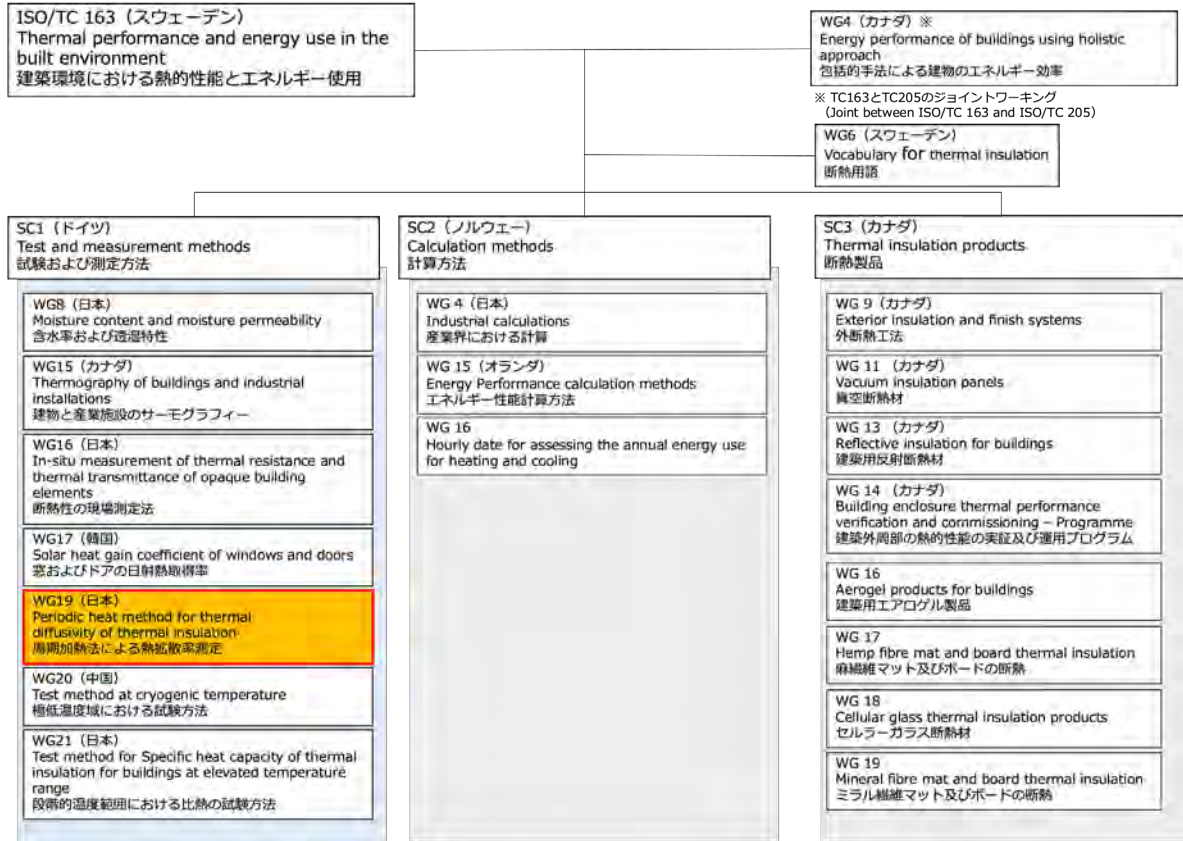 ISO/TC 163（スウェーデン）
Thermal performance and energy use in the
built environment
建築環境における熱的性能とエネルギー使用
WG4（カナダ）※
Energy performance of buildings using holistic
approach
包括的手法による建物のエネルギー効率
※ TC163とTC205のジョイントワーキング
（Joint between ISO/TC 163 and ISO/TC 205）
WG6（スウェーデン）
Vocabulary for thermal insulation
断熱用語
SC1（ドイツ）
Test and measurement methods
試験および測定方法
WG8（日本）
Moisture content and moisture permeability
含水率および透湿特性
WG15（カナダ）
Thermography of buildings and industrial
installations
建物と産業施設のサーモグラフィー
WG16（日本）
In-situ measurement of thermal resistance and
thermal transmittance of opaque building
elements
断熱性の現場測定法
WG17（韓国）
Solar heat gain coefficient of windows and doors
窓およびドアの日射熱取得率
WG19（日本）
Periodic heat method for thermal
diffusivity of thermal insulation
周期加熱法による熱拡散率測定
WG20（中国）
Test method at cryogenic temperature
極低温度域における試験方法
WG21（日本）
Test method for Specific heat capacity of thermal
insulation for buildings at elevated temperature
range
段階的温度範囲における比熱の試験方法
SC2（ノルウェー）
Calculation methods
計算方法
WG 4（日本）
Industrial calculations
産業界における計算
WG 15（オランダ）
Energy Performance calculation methods
エネルギー性能計算方法
WG 16
Hourly date for assessing the annual energy use
for heating and cooling
SC3（カナダ）
Thermal insulation products
断熱製品
WG 9（カナダ）
Exterior insulation and finish systems
外断熱工法
WG 11（カナダ）
Vacuum insulation panels
真空断熱材
WG 13（カナダ）
Reflective insulation for buildings
建築用反射断熱材
WG 14（カナダ）
Building enclosure thermal performance
verification and commissioning – Programme
建築外周部の熱的性能の実証及び運用プログラム
WG 16
Aerogel products for buildings
建築用エアロゲル製品
WG 17
Hemp fibre mat and board thermal insulation
麻繊維マット及びボードの断熱
WG 18
Cellular glass thermal insulation products
セルラーガラス断熱材
WG 19
Mineral fibre mat and board thermal insulation
ミラル繊維マット及びボードの断熱